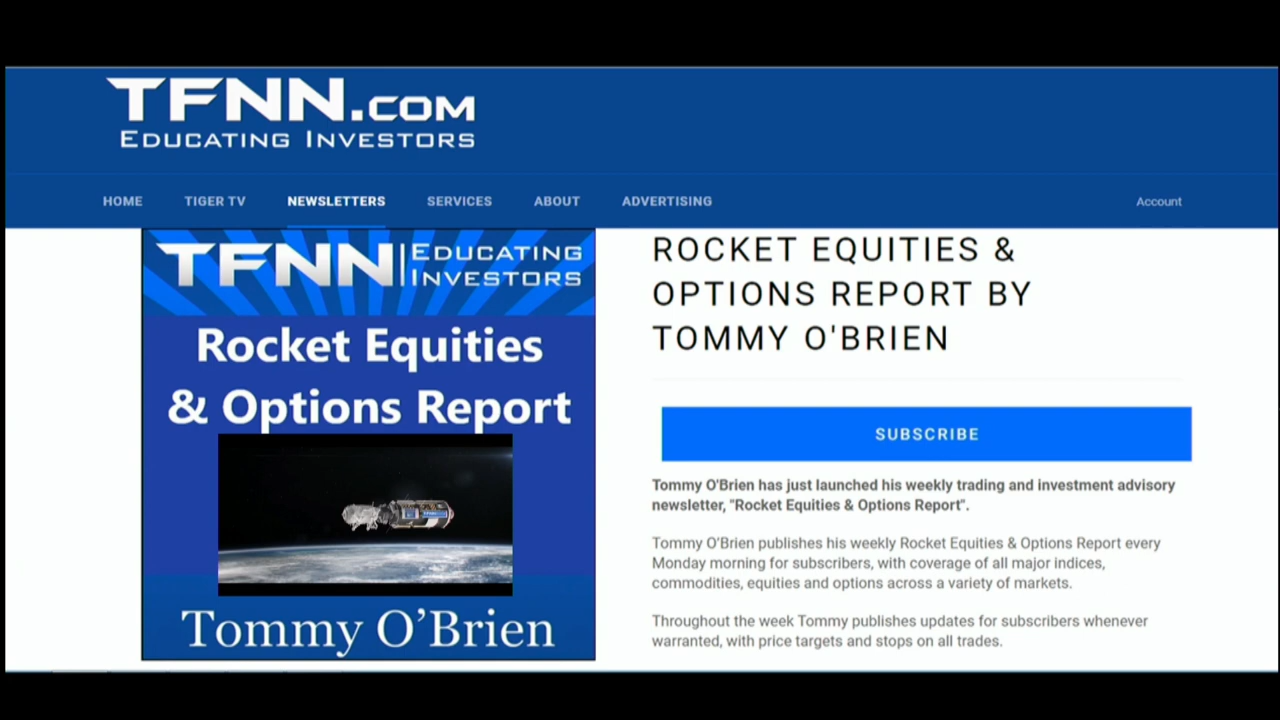 TFNN.COM
EDUCATING INVESTORS
HOME TIGER TV NEWSLETTERS SERVICES ABOUT ADVERTISING Account
TFNN | EDUCATING INVESTORS
Rocket Equities
& Options Report
Tommy O'Brien
ROCKET EQUITIES &
OPTIONS REPORT BY
TOMMY O'BRIEN
SUBSCRIBE
Tommy O'Brien has just launched his weekly trading and investment advisory
newsletter, "Rocket Equities & Options Report".
Tommy O'Brien publishes his weekly Rocket Equities & Options Report every
Monday morning for subscribers, with coverage of all major indices,
commodities, equities and options across a variety of markets.
Throughout the week Tommy publishes updates for subscribers whenever
warranted, with price targets and stops on all trades.